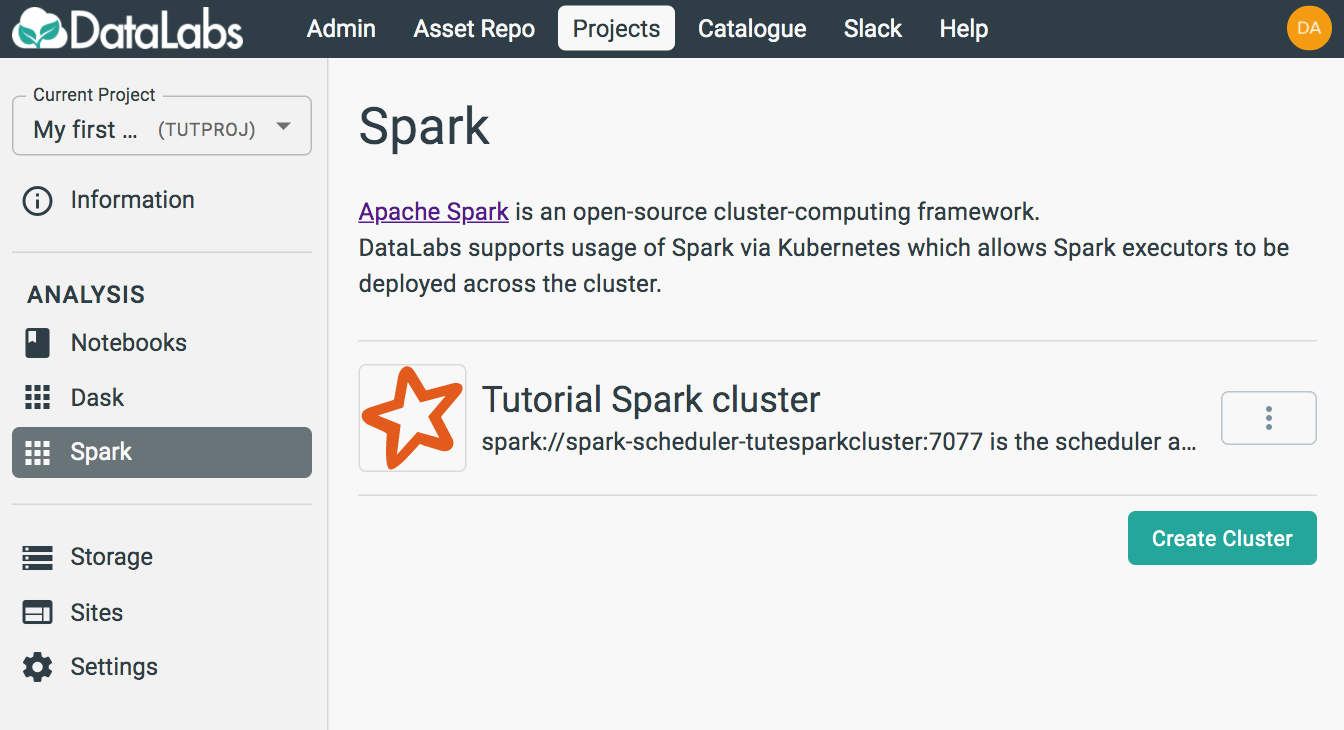 DataLabs
Admin Asset Repo Projects Catalogue Slack Help DA
Current Project
My first ... (TUTPROJ)
Information
ANALYSIS
Notebooks
Dask
Spark
Storage
Sites
Settings
Spark
Apache Spark is an open-source cluster-computing framework.
DataLabs supports usage of Spark via Kubernetes which allows Spark executors to be
deployed across the cluster.
Tutorial Spark cluster
spark://spark-scheduler-tutesparkcluster:7077 is the scheduler a...
Create Cluster